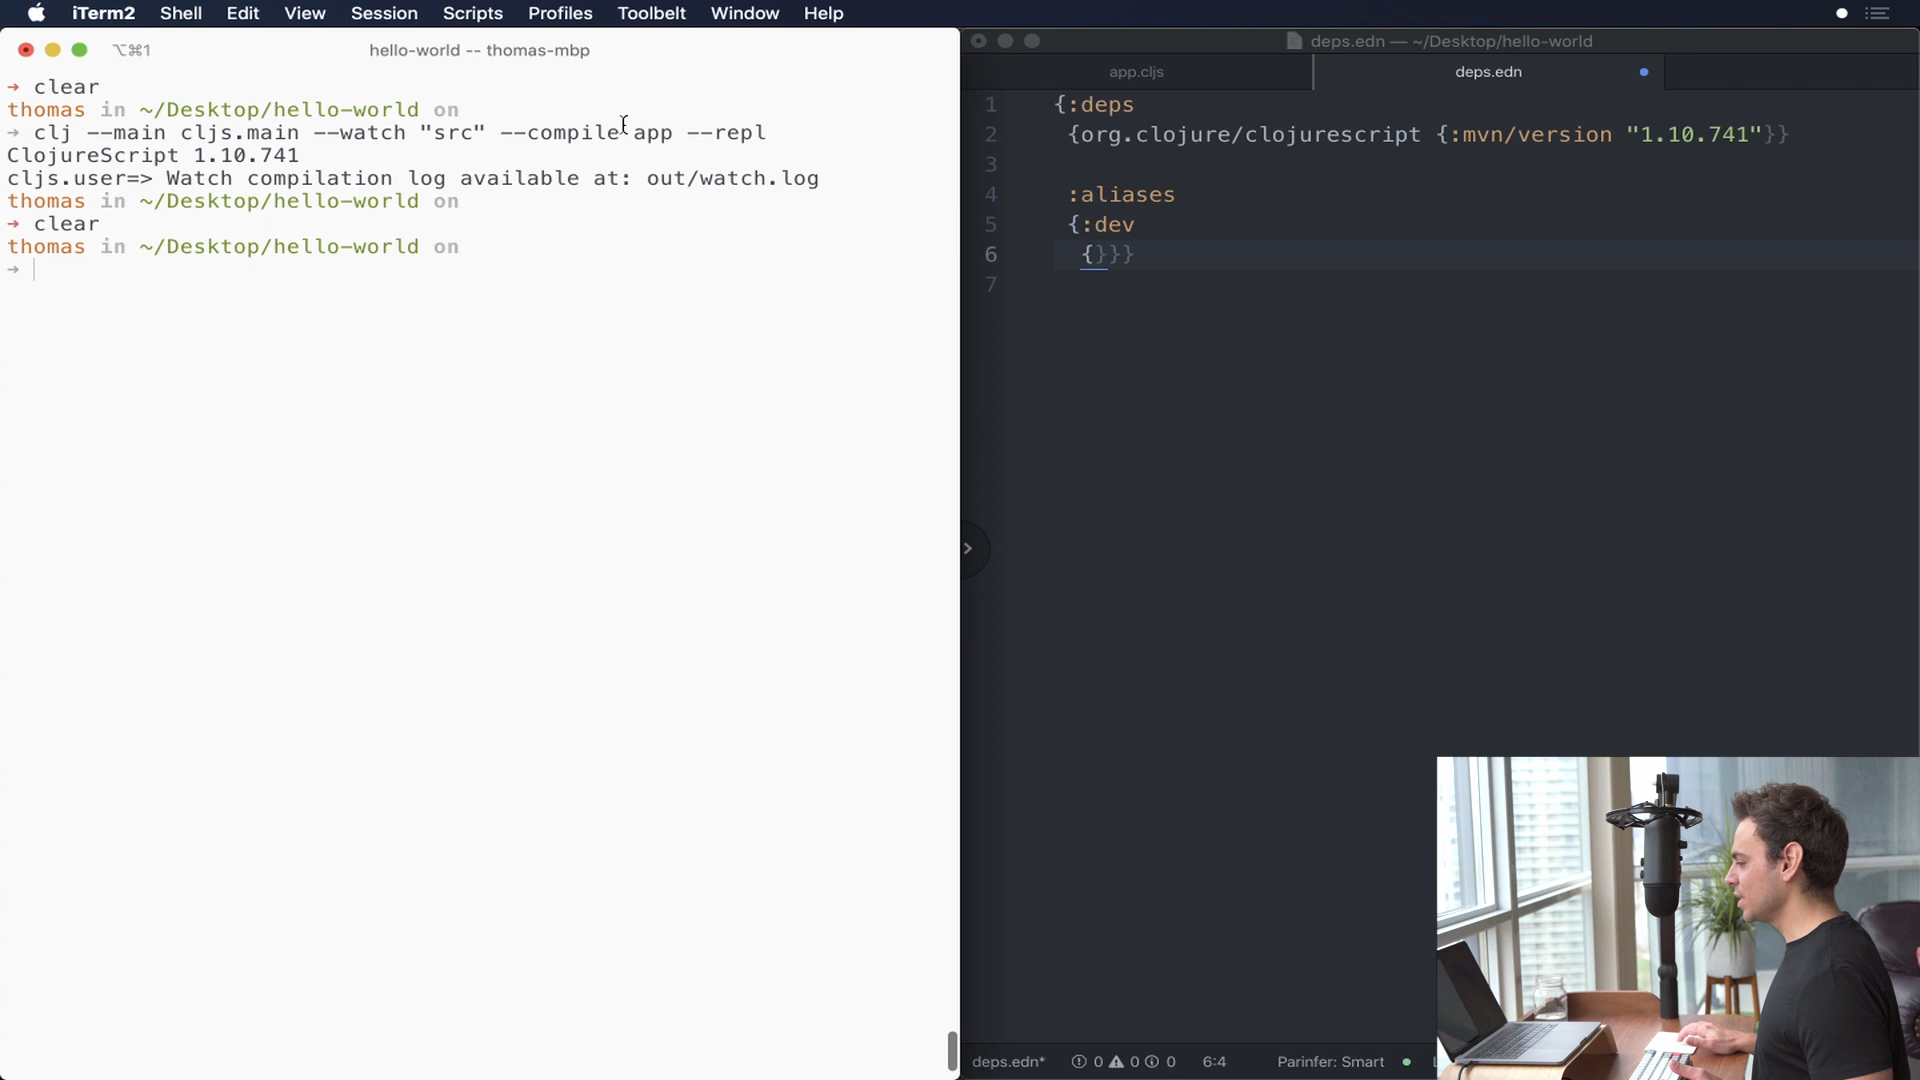 iTerm2 Shell Edit View Session Scripts Profiles Toolbelt Window Help
⌥⌘1 hello-world -- thomas-mbp
➜ clear
thomas in ~/Desktop/hello-world on
➜ clj --main cljs.main --watch "src" --compile app --repl
ClojureScript 1.10.741
cljs.user=> Watch compilation log available at: out/watch.log
thomas in ~/Desktop/hello-world on
➜ clear
thomas in ~/Desktop/hello-world on
➜
deps.edn — ~/Desktop/hello-world
app.cljs deps.edn
1 {:deps
2 {org.clojure/clojurescript {:mvn/version "1.10.741"}}
3
4 :aliases
5 {:dev
6 {}}}
7
deps.edn* 0 0 0 6:4 Parinfer: Smart